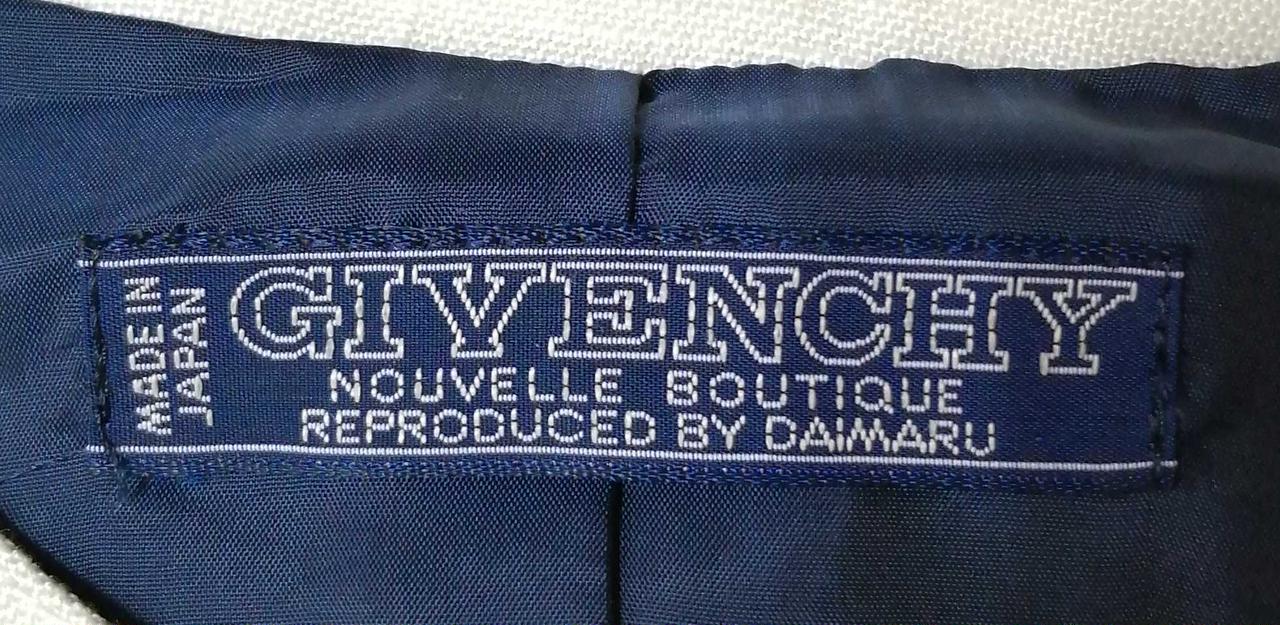 MADE IN
JAPAN
GIVENCHY
NOUVELLE BOUTIQUE
REPRODUCED BY DAIMARU